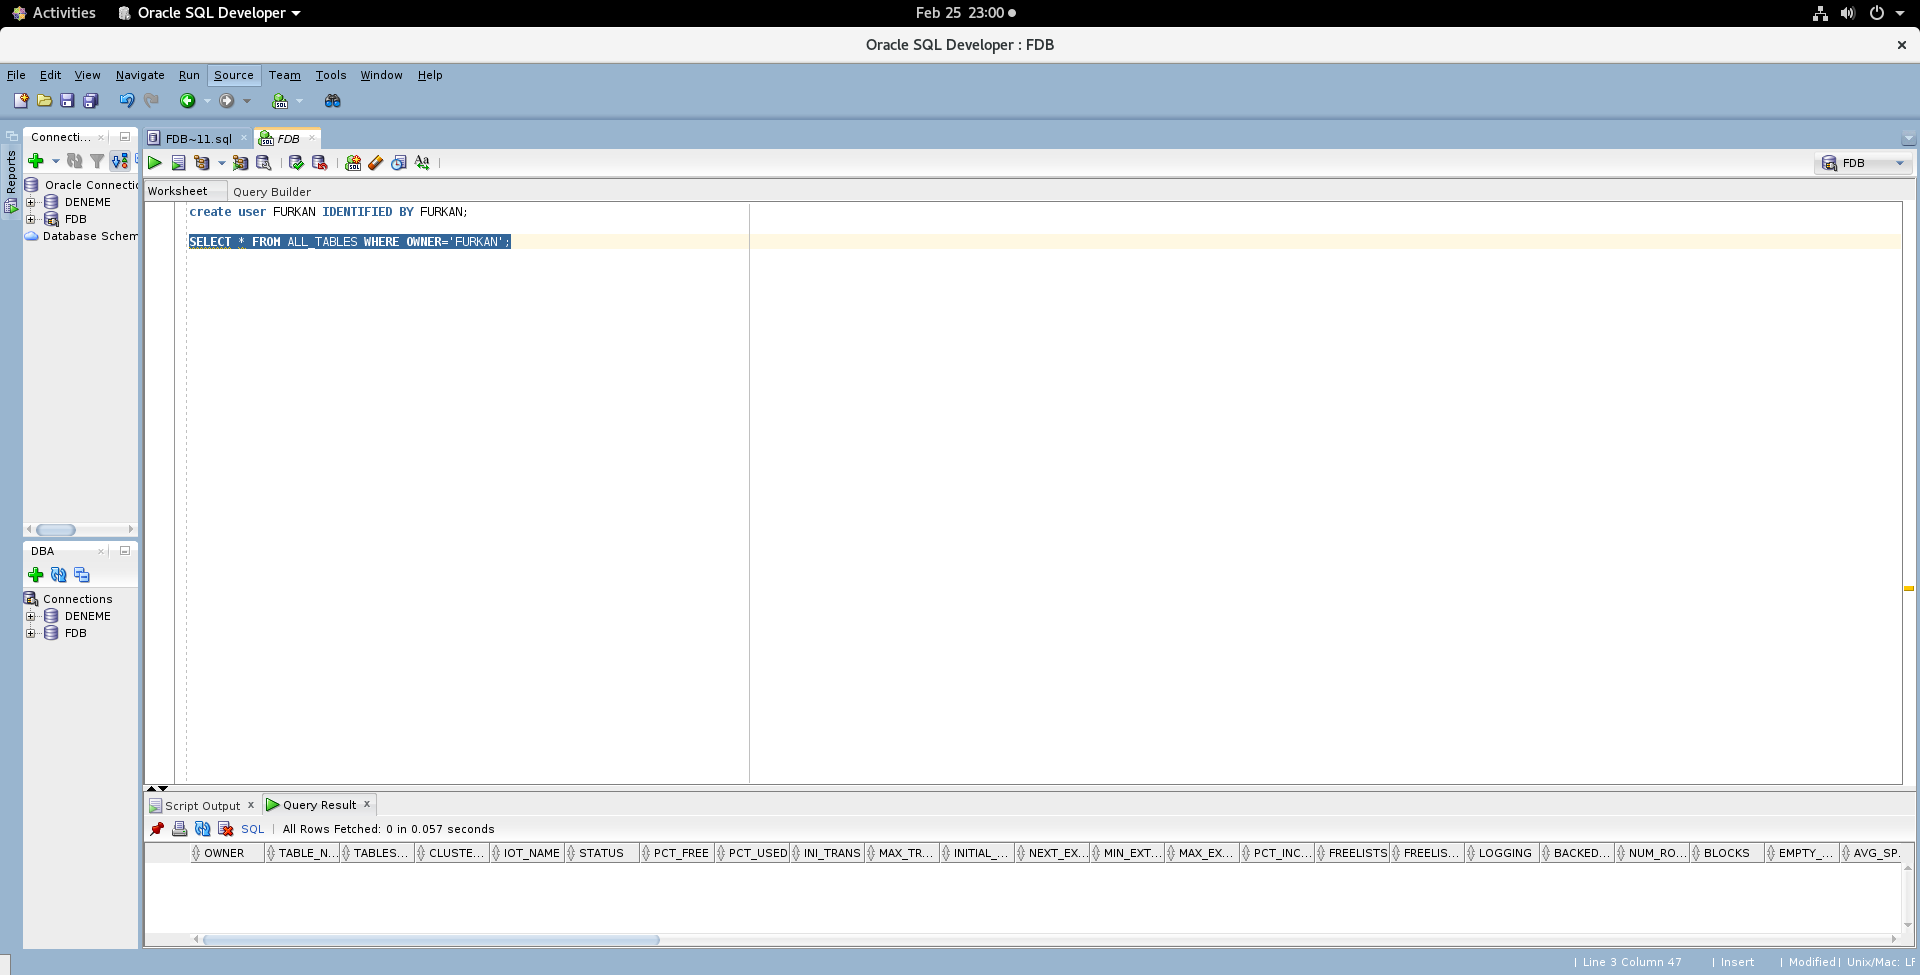 Activities
Oracle SQL Developer
Feb 25 23:00
Oracle SQL Developer : FDB
File Edit View Navigate Run Source Team Tools Window Help
Reports
Connecti...
Oracle Connectic
DENEME
FDB
Database Schem
DBA
Connections
DENEME
FDB
FDB~11.sql
FDB
FDB
Worksheet
Query Builder
create user FURKAN IDENTIFIED BY FURKAN;
SELECT * FROM ALL_TABLES WHERE OWNER='FURKAN';
Script Output
Query Result
SQL | All Rows Fetched: 0 in 0.057 seconds
OWNER TABLE_N... TABLES... CLUSTE... IOT_NAME STATUS PCT_FREE PCT_USED INI_TRANS MAX_TR... INITIAL_... NEXT_EX... MIN_EXT... MAX_EX... PCT_INC... FREELISTS FREELIS... LOGGING BACKED... NUM_RO... BLOCKS EMPTY_... AVG_SP.
| Line 3 Column 47 | Insert | Modified | Unix/Mac: LF